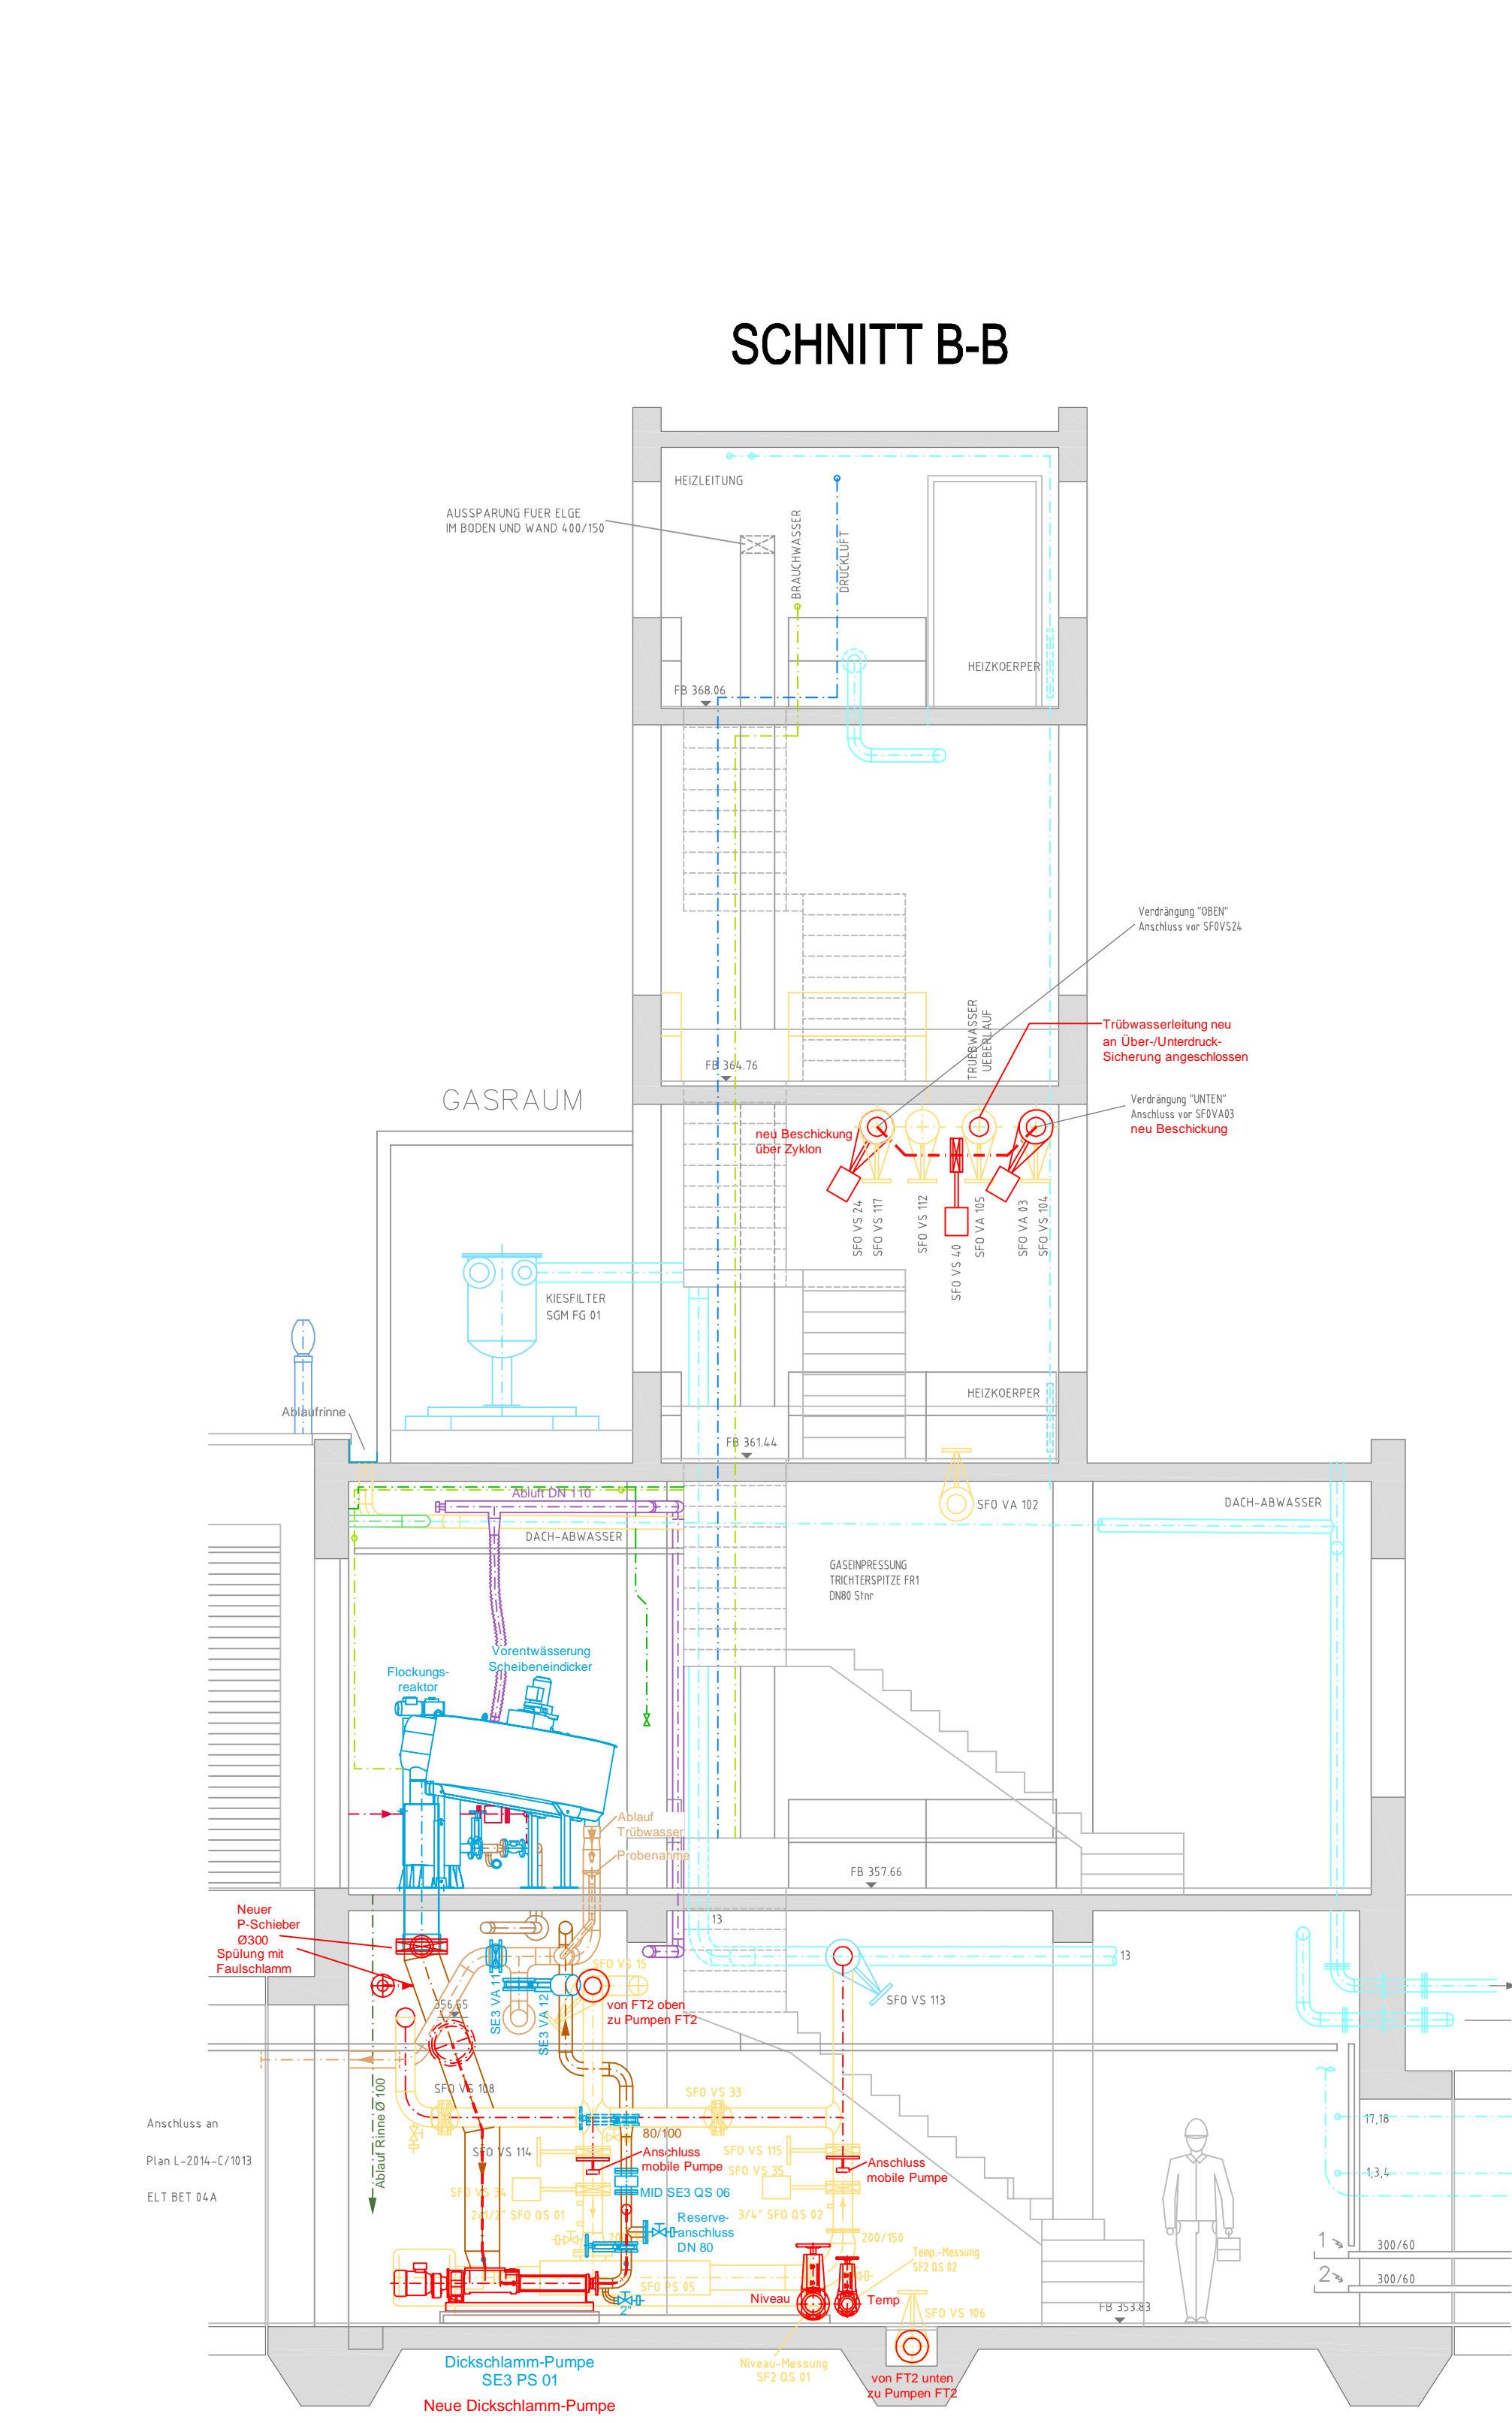 SCHNITT B-B
HEIZLEITUNG
AUSSPARUNG FUER ELGE
IM BODEN UND WAND 400/150
BRAUCHWASSER
DRUCKLUFT
HEIZKOERPER
FB 368.06
Verdrängung "OBEN"
Anschluss vor SF0VS24
TRUEBWASSER
UEBERLAUF
Trübwasserleitung neu
an Über-/Unterdruck-
Sicherung angeschlossen
FB 364.76
GASRAUM
Verdrängung "UNTEN"
Anschluss vor SF0VA03
neu Beschickung
neu Beschickung
über Zyklon
SFO VS 24
SFO VS 117
SFO VS 112
SFO VS 40
SFO VA 105
SFO VA 03
SFO VS 104
KIESFILTER
SGM FG 01
HEIZKOERPER
Ablaufrinne
FB 361.44
Abluft DN 110
SFO VA 102
DACH-ABWASSER
DACH-ABWASSER
GASEINPRESSUNG
TRICHTERSPITZE FR1
DN80 Stnr
Vorentwässerung
Scheibeneindicker
Flockungs-
reaktor
Ablauf
Trübwasser
Probenahme
FB 357.66
Neuer
P-Schieber
Ø300
Spülung mit
Faulschlamm
13
13
SFO VS 15
SE3 VA 11
SE3 VA 12
356.55
von FT2 oben
zu Pumpen FT2
SFO VS 113
SFO VS 108
SFO VS 33
Ablauf Rinne Ø 100
Anschluss an
Plan L-2014-C/1013
ELT BET 04A
80/100
SFO VS 114
Anschluss
mobile Pumpe
SFO VS 115
Anschluss
mobile Pumpe
SFO VS 34
SFO VS 35
MID SE3 QS 06
2x1/2" SFO QS 01
3/4" SFO QS 02
Reserve-
anschluss
DN 80
200/150
Temp.-Messung
SF2 QS 02
SFO PS 05
Niveau
Temp
2"
SFO VS 106
FB 353.83
17,18
1,3,4
1
300/60
2
300/60
Dickschlamm-Pumpe
SE3 PS 01
Neue Dickschlamm-Pumpe
Niveau-Messung
SF2 QS 01
von FT2 unten
zu Pumpen FT2